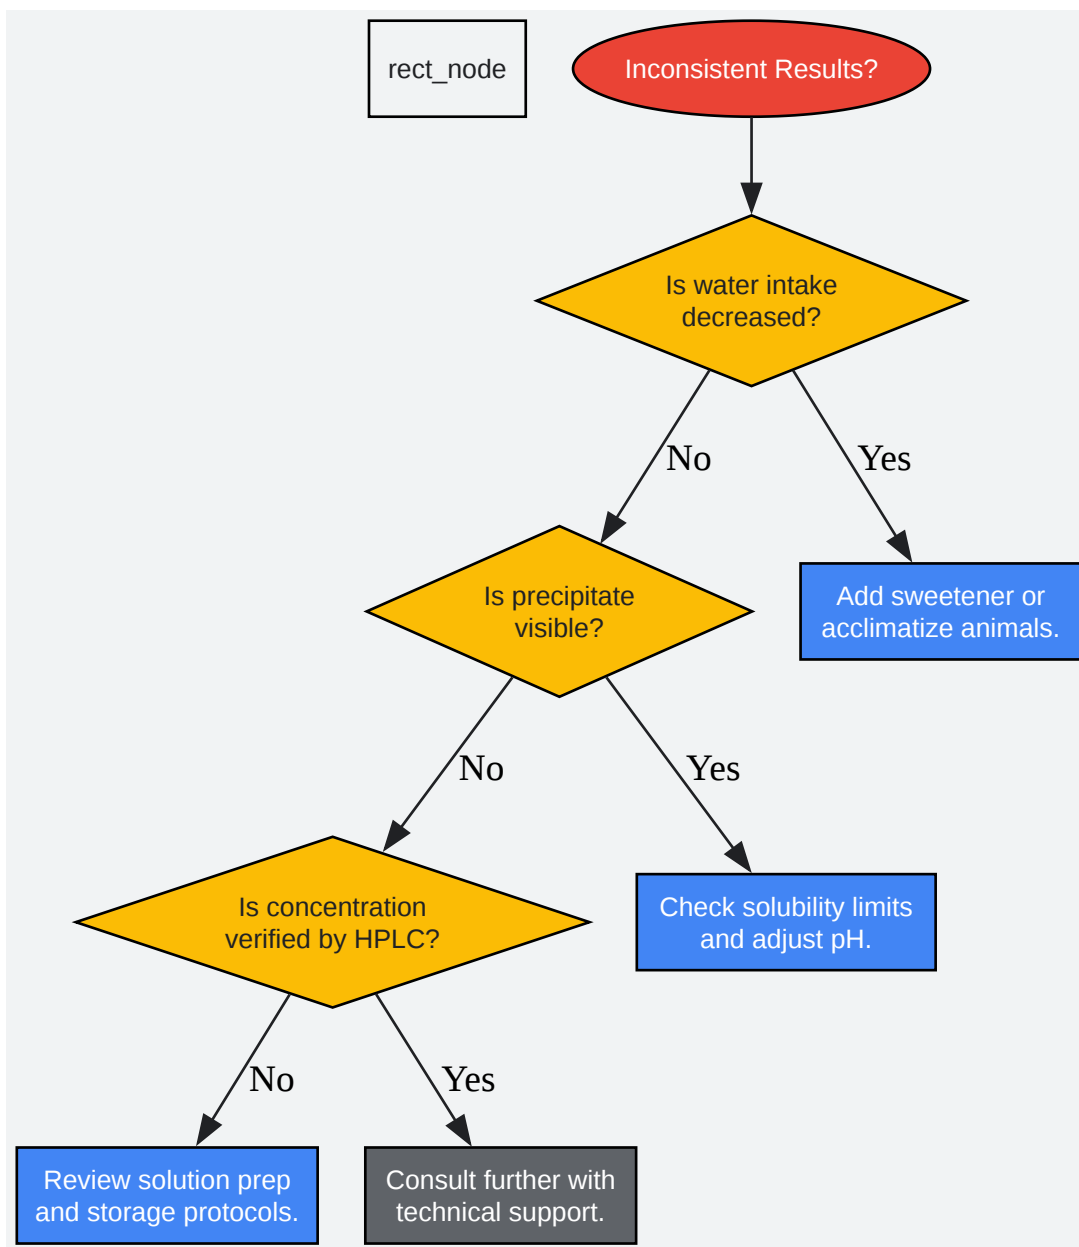 rect_node
Inconsistent Results?
Is water intake
decreased?
No
Yes
Is precipitate
visible?
Add sweetener or
acclimatize animals.
No
Yes
Is concentration
verified by HPLC?
Check solubility limits
and adjust pH.
No
Yes
Review solution prep
and storage protocols.
Consult further with
technical support.